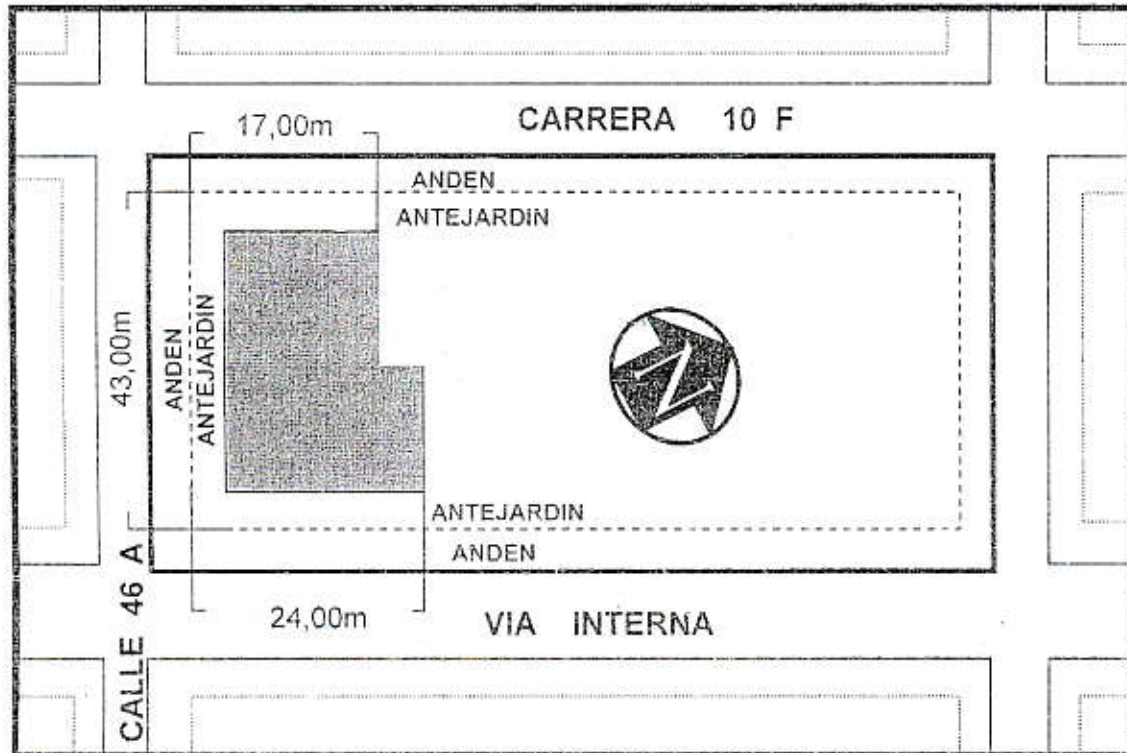 CARRERA 10 F
17,00m
ANDEN
ANTEJARDIN
43,00m
ANDEN
ANTEJARDIN
N
ANTEJARDIN
ANDEN
24,00m
VIA INTERNA
CALLE 46 A